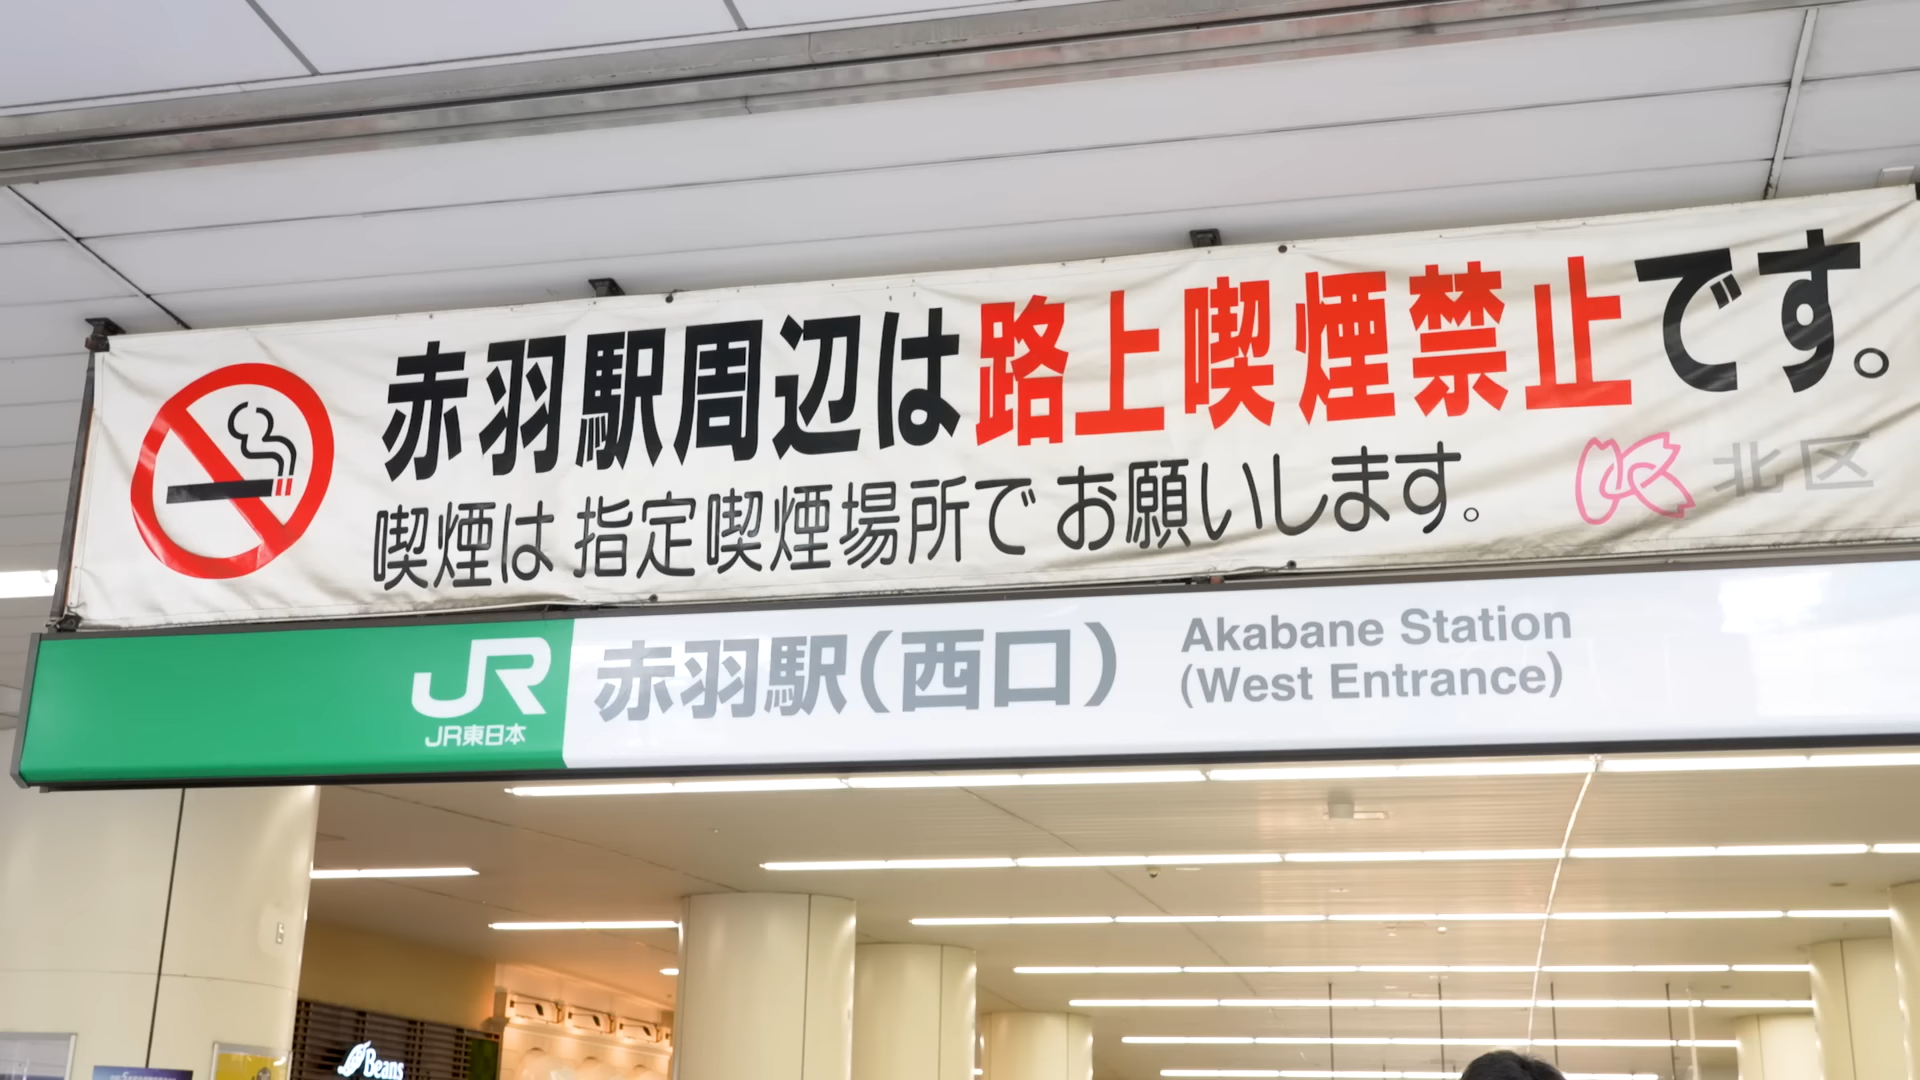 赤羽駅周辺は路上喫煙禁止です。
喫煙は 指定喫煙場所で お願いします。
北区
JR
JR東日本
赤羽駅(西口)
Akabane Station
(West Entrance)
Beans